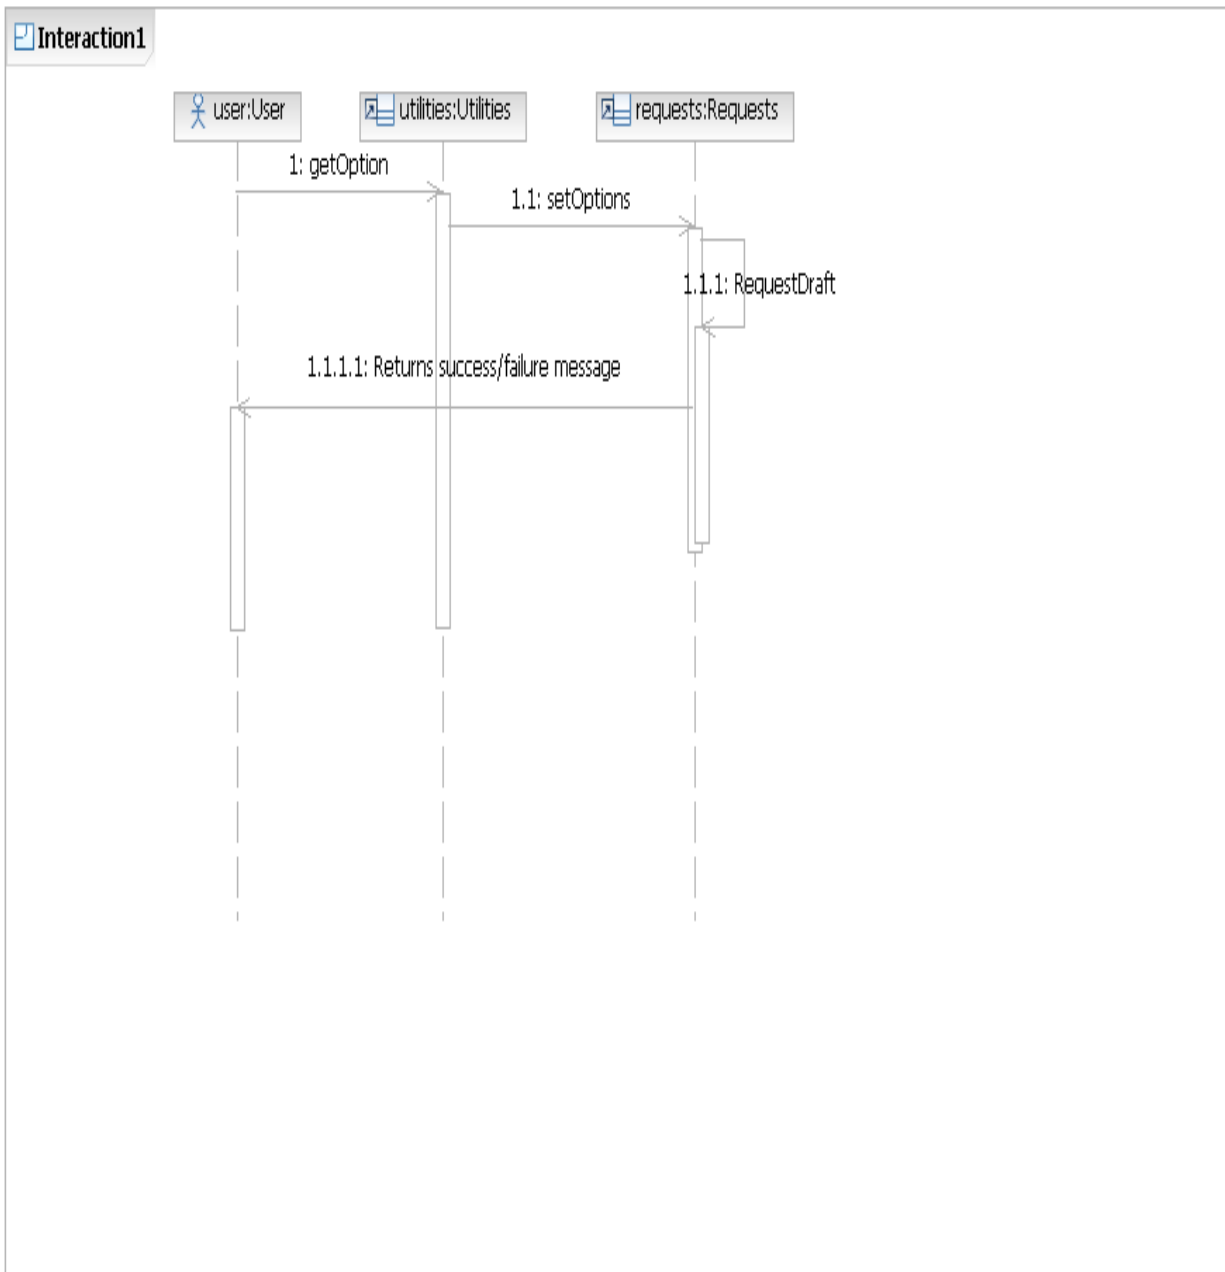 Interaction1
user:User
utilities:Utilities
requests:Requests
1: getOption
1.1: setOptions
1.1.1: RequestDraft
1.1.1.1: Returns success/failure message